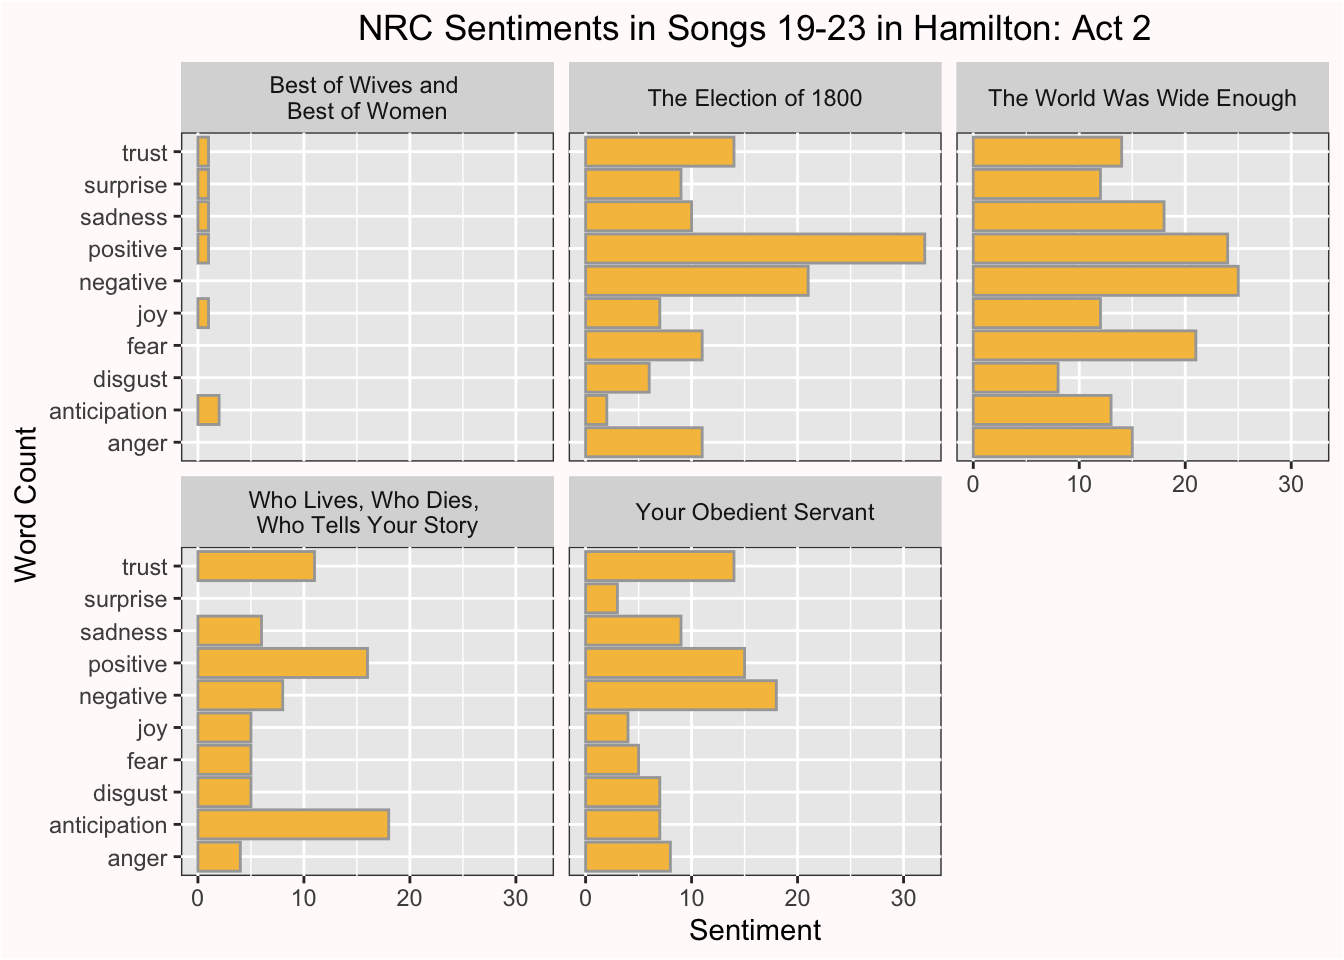 NRC Sentiments in Songs 19-23 in Hamilton: Act 2
Best of Wives and
Best of Women
The Election of 1800
The World Was Wide Enough
trust
surprise
sadness
positive
negative
joy
fear
disgust
anticipation
anger
0 10 20 30
Word Count
Who Lives, Who Dies,
Who Tells Your Story
Your Obedient Servant
trust
surprise
sadness
positive
negative
joy
fear
disgust
anticipation
anger
0 10 20 30
0 10 20 30
Sentiment